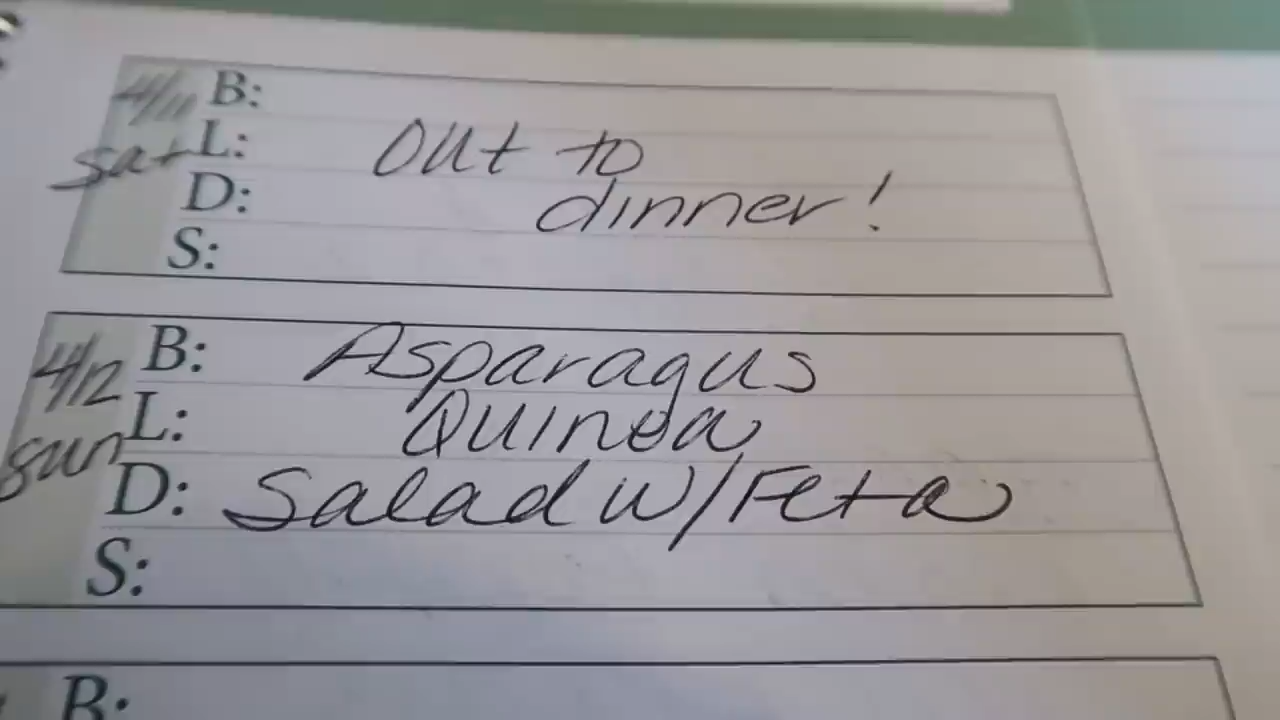 4/11 B:
Sat L: Out to
D: dinner!
S:
4/12 B: Asparagus
Sun L: Quinoa
D: Salad w/Feta
S:
B: